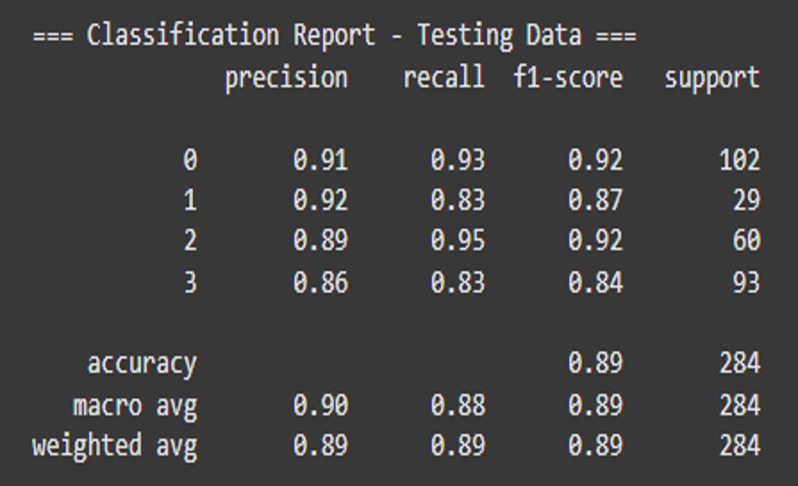 === Classification Report - Testing Data ===
precision recall f1-score support
0 0.91 0.93 0.92 102
1 0.92 0.83 0.87 29
2 0.89 0.95 0.92 60
3 0.86 0.83 0.84 93
accuracy 0.89 284
macro avg 0.90 0.88 0.89 284
weighted avg 0.89 0.89 0.89 284